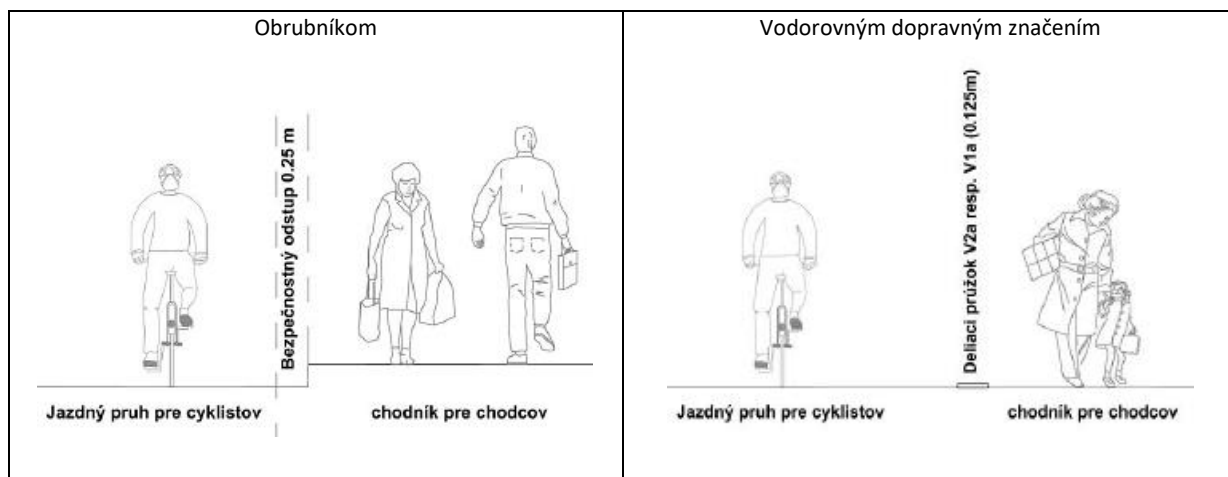 Obrubníkom
Bezpečnostný odstup 0.25 m
Jazdný pruh pre cyklistov
chodník pre chodcov
Vodorovným dopravným značením
Deliaci prúžok V2a resp. V1a (0.125m)
Jazdný pruh pre cyklistov
chodník pre chodcov